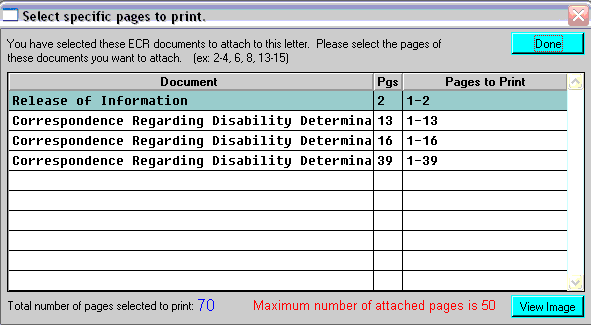 Select specific pages to print.
You have selected these ECR documents to attach to this letter. Please select the pages of
these documents you want to attach. (ex: 2-4, 6, 8, 13-15)
Done
Document Pgs Pages to Print
Release of Information 2 1-2
Correspondence Regarding Disability Determina 13 1-13
Correspondence Regarding Disability Determina 16 1-16
Correspondence Regarding Disability Determina 39 1-39
Total number of pages selected to print: 70 Maximum number of attached pages is 50 View Image